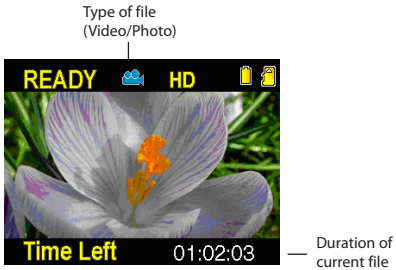 Type of file
(Video/Photo)
READY HD
Time Left 01:02:03
Duration of
current file